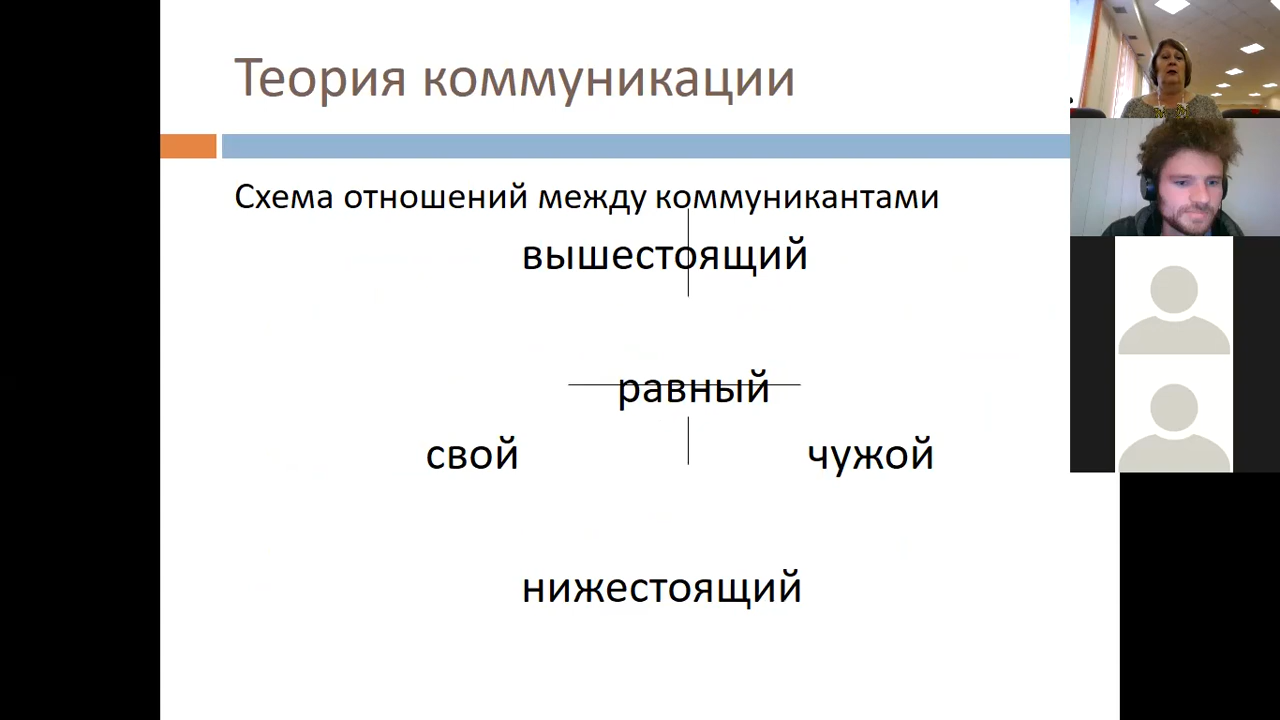 Теория коммуникации
Схема отношений между коммуникантами
вышестоящий
равный
свой чужой
нижестоящий